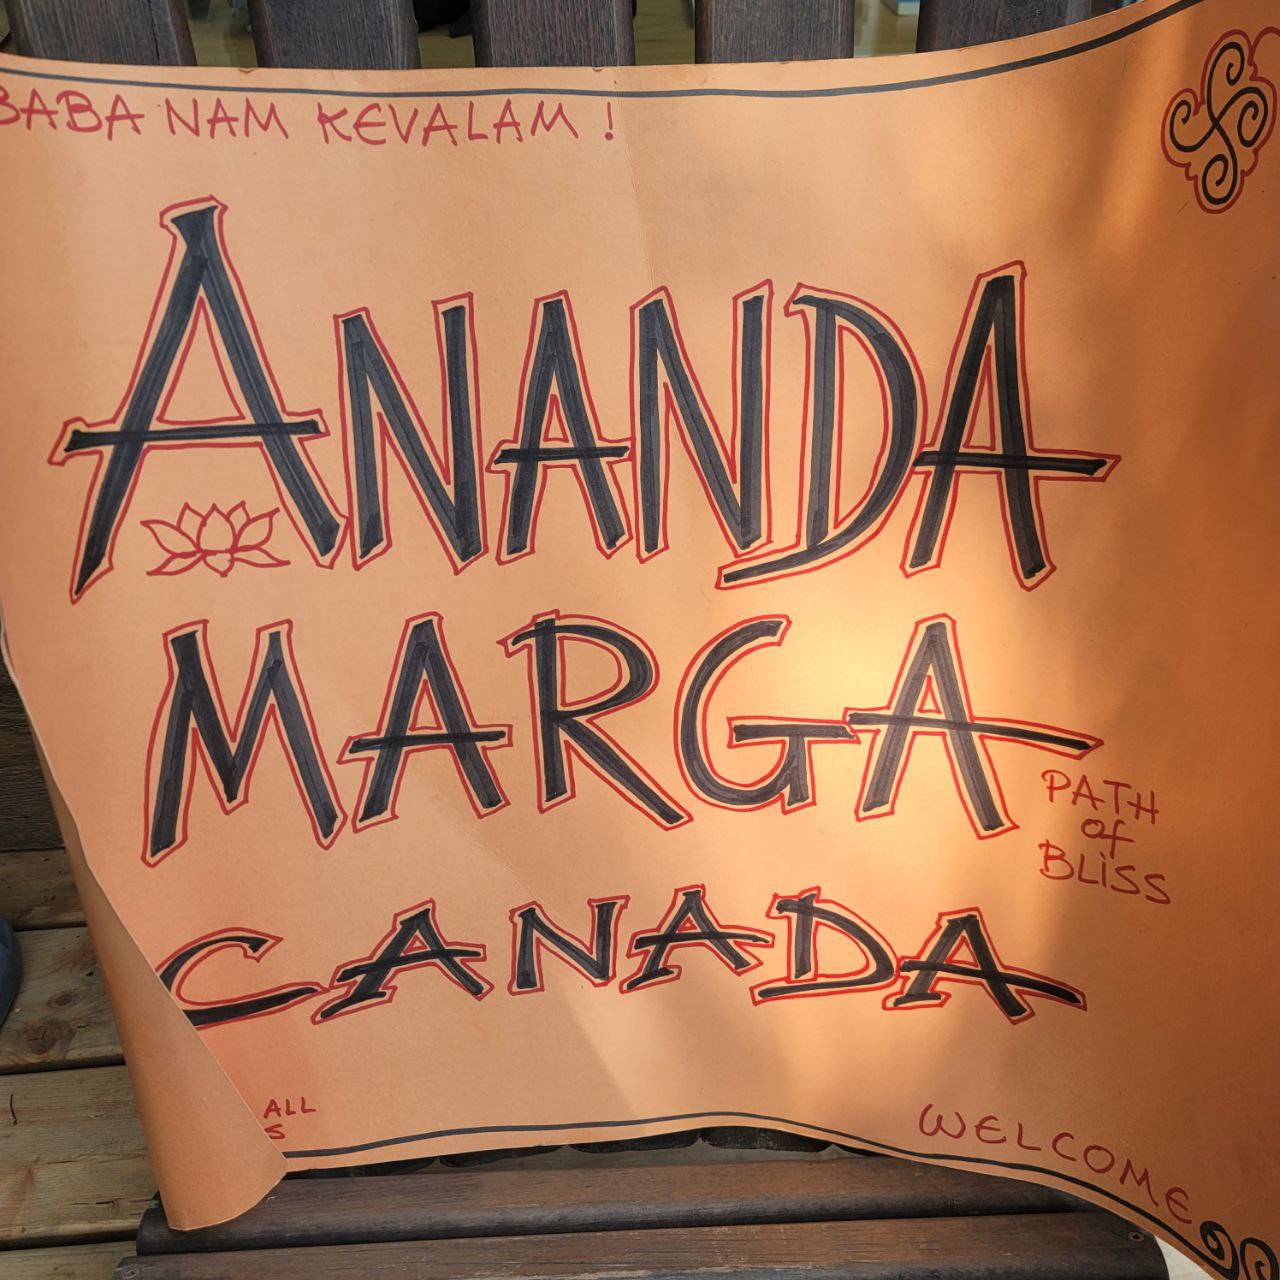 BABA NAM KEVALAM !
ANANDA
MARGA
PATH
of
BLISS
CANADA
ALL
S
WELCOME